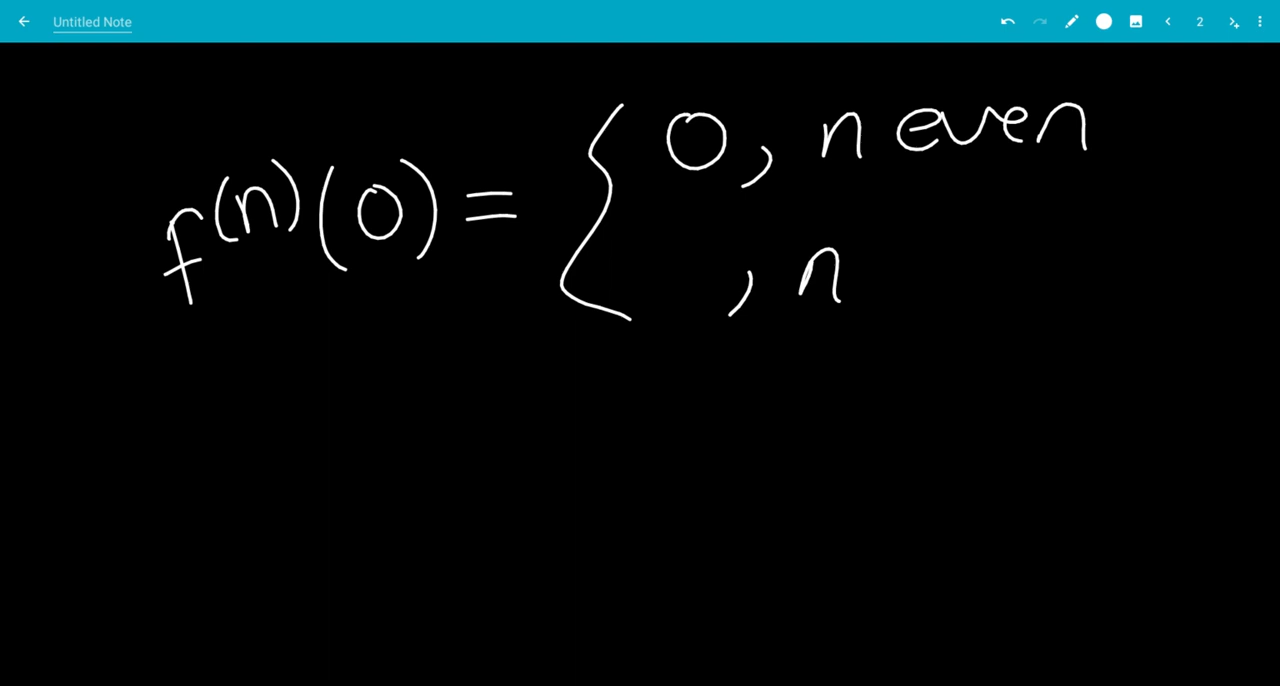 Untitled Note
2
f^(n)(0) = { 0, n even
, n